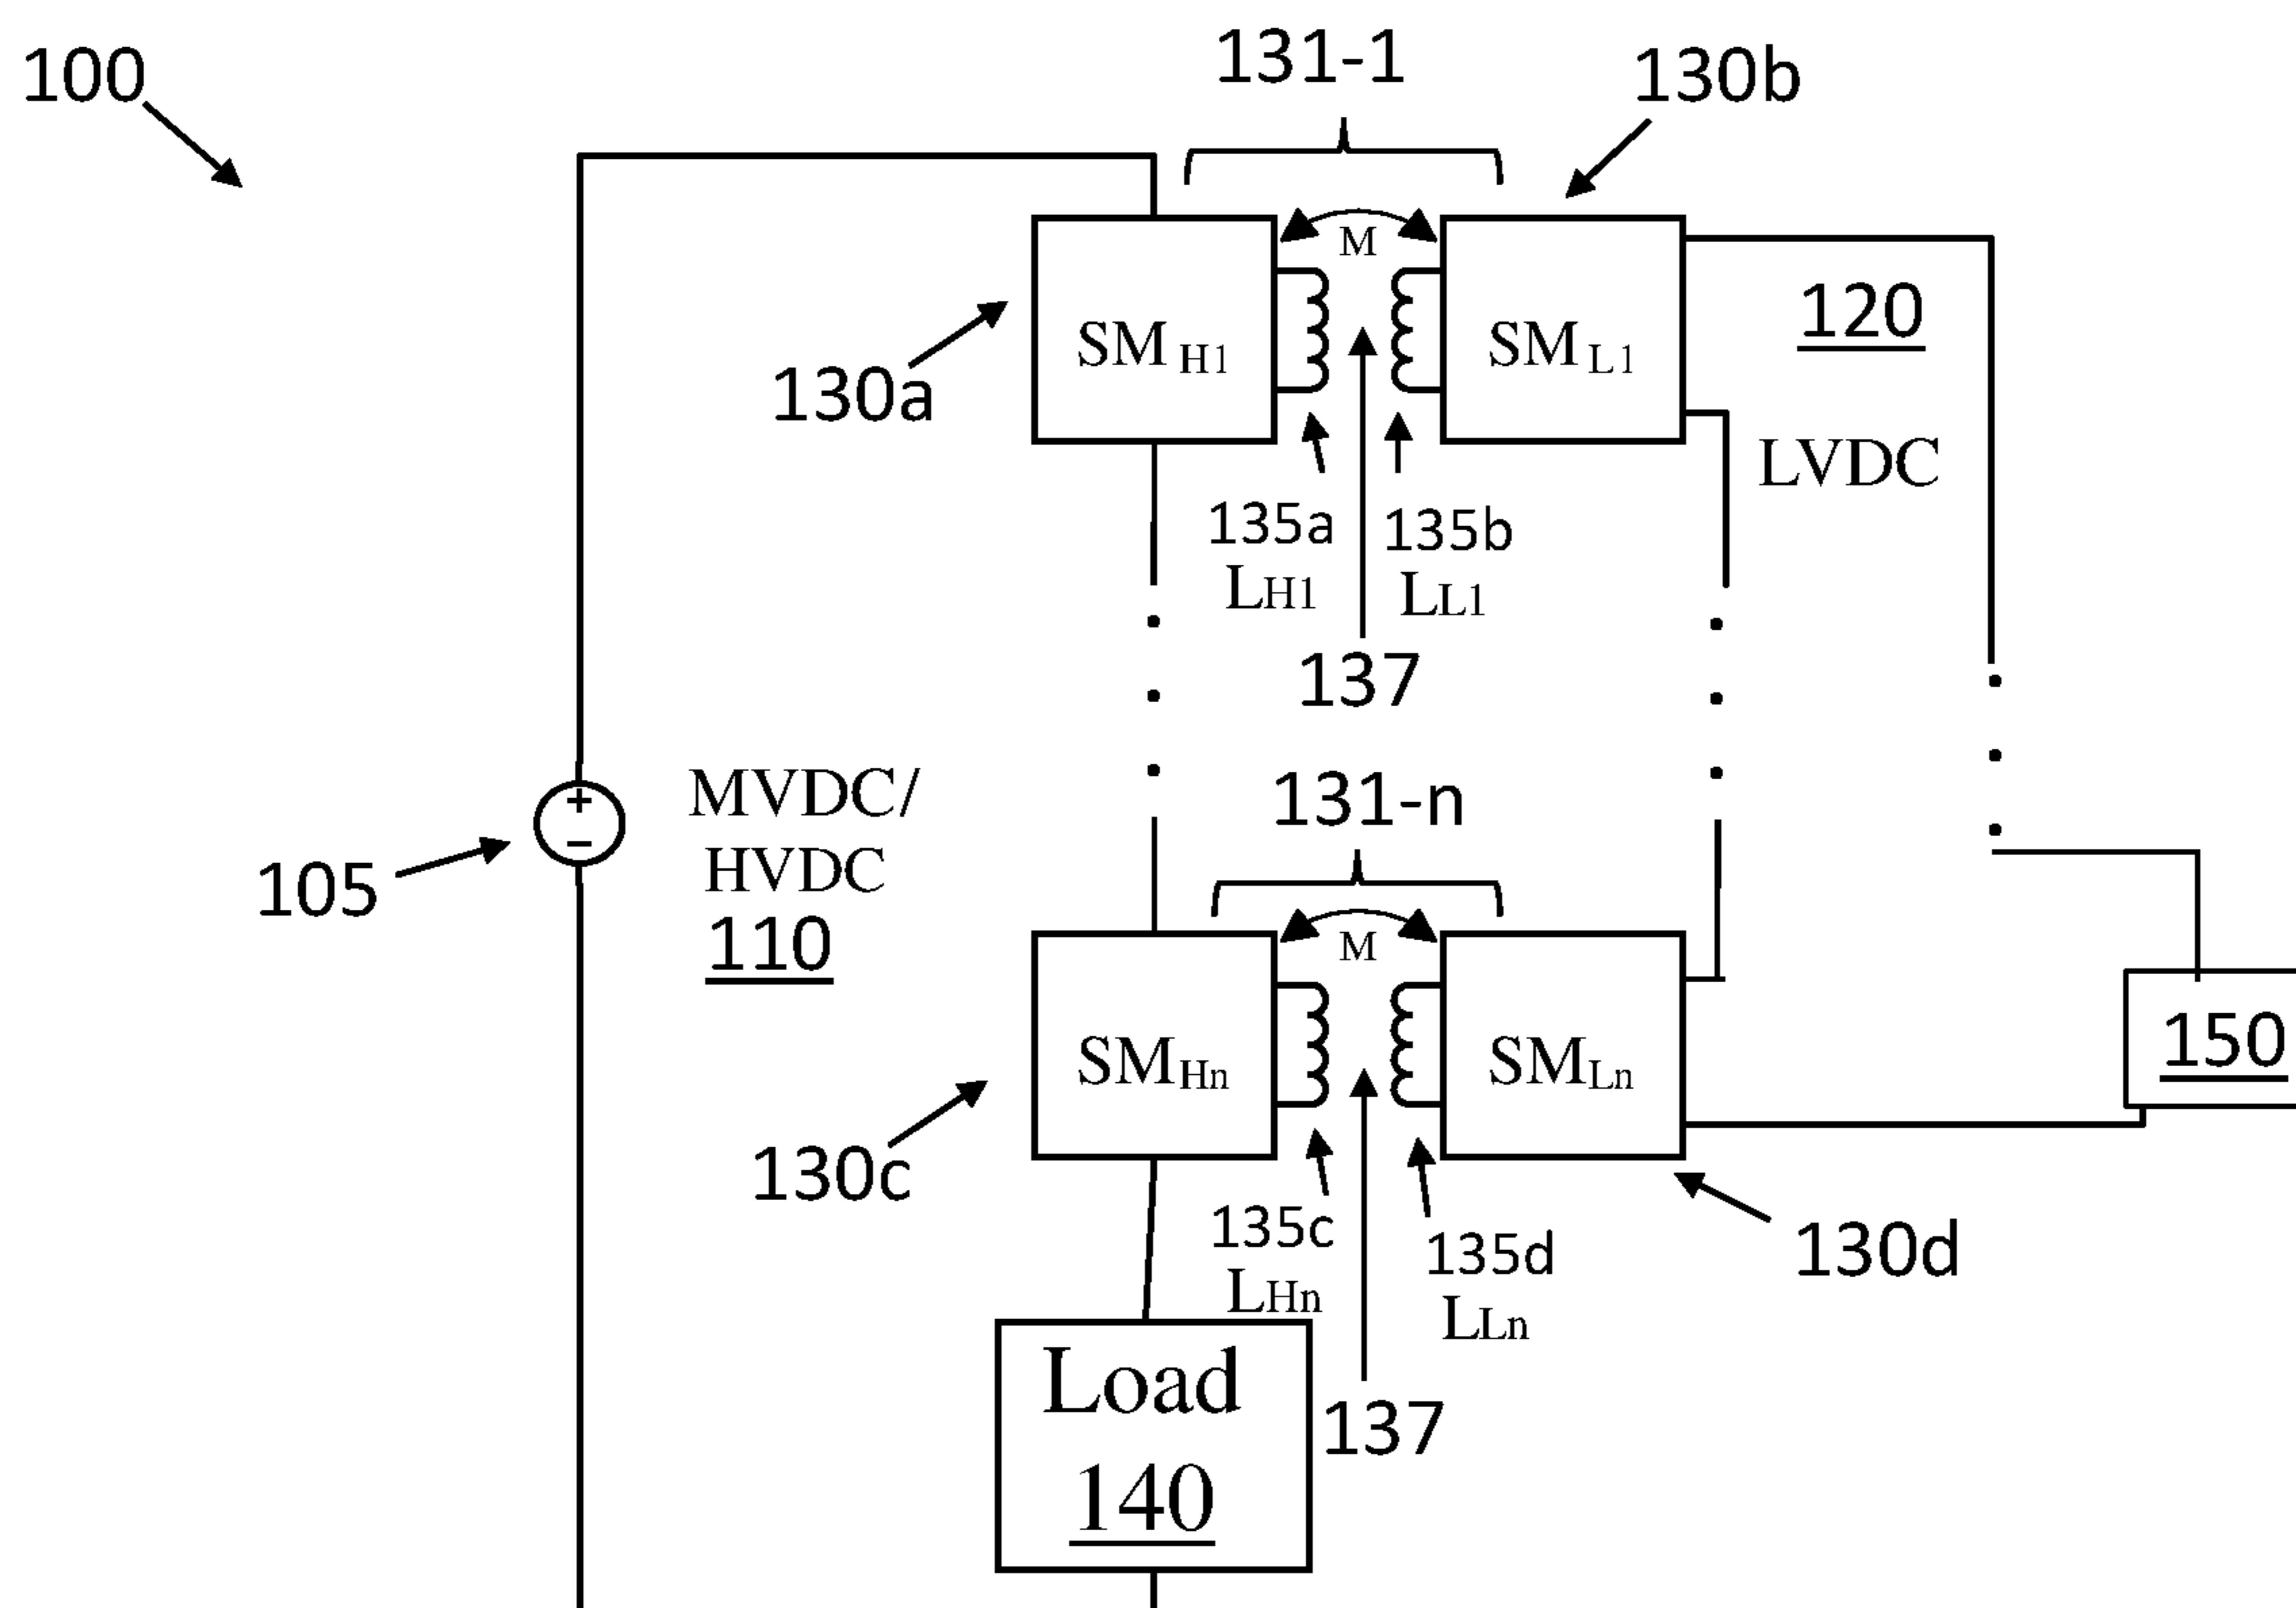 100
131-1
130b
M
120
SM H1
SM L1
130a
LVDC
135a
135b
LH1
LL1
137
MVDC/
HVDC
110
131-n
105
+
−
M
SMHn
SMLn
150
130c
135c
135d
130d
LHn
LLn
Load
140
137